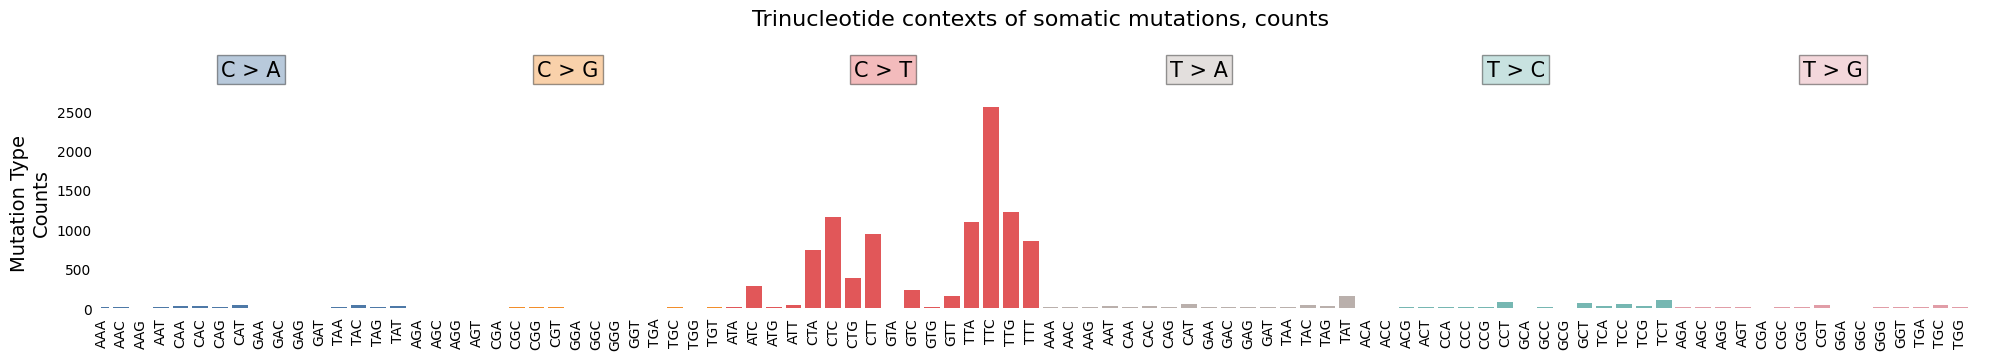 Trinucleotide contexts of somatic mutations, counts
C > A
C > G
C > T
T > A
T > C
T > G
Mutation Type
Counts
2500
2000
1500
1000
500
0
AAA AAC AAG AAT CAA CAC CAG CAT GAA GAC GAG GAT TAA TAC TAG TAT AGA AGC AGG AGT CGA CGC CGG CGT GGA GGC GGG GGT TGA TGC TGG TGT ATA ATC ATG ATT CTA CTC CTG CTT GTA GTC GTG GTT TTA TTC TTG TTT AAA AAC AAG AAT CAA CAC CAG CAT GAA GAC GAG GAT TAA TAC TAG TAT ACA ACC ACG ACT CCA CCC CCG CCT GCA GCC GCG GCT TCA TCC TCG TCT AGA AGC AGG AGT CGA CGC CGG CGT GGA GGC GGG GGT TGA TGC TGG